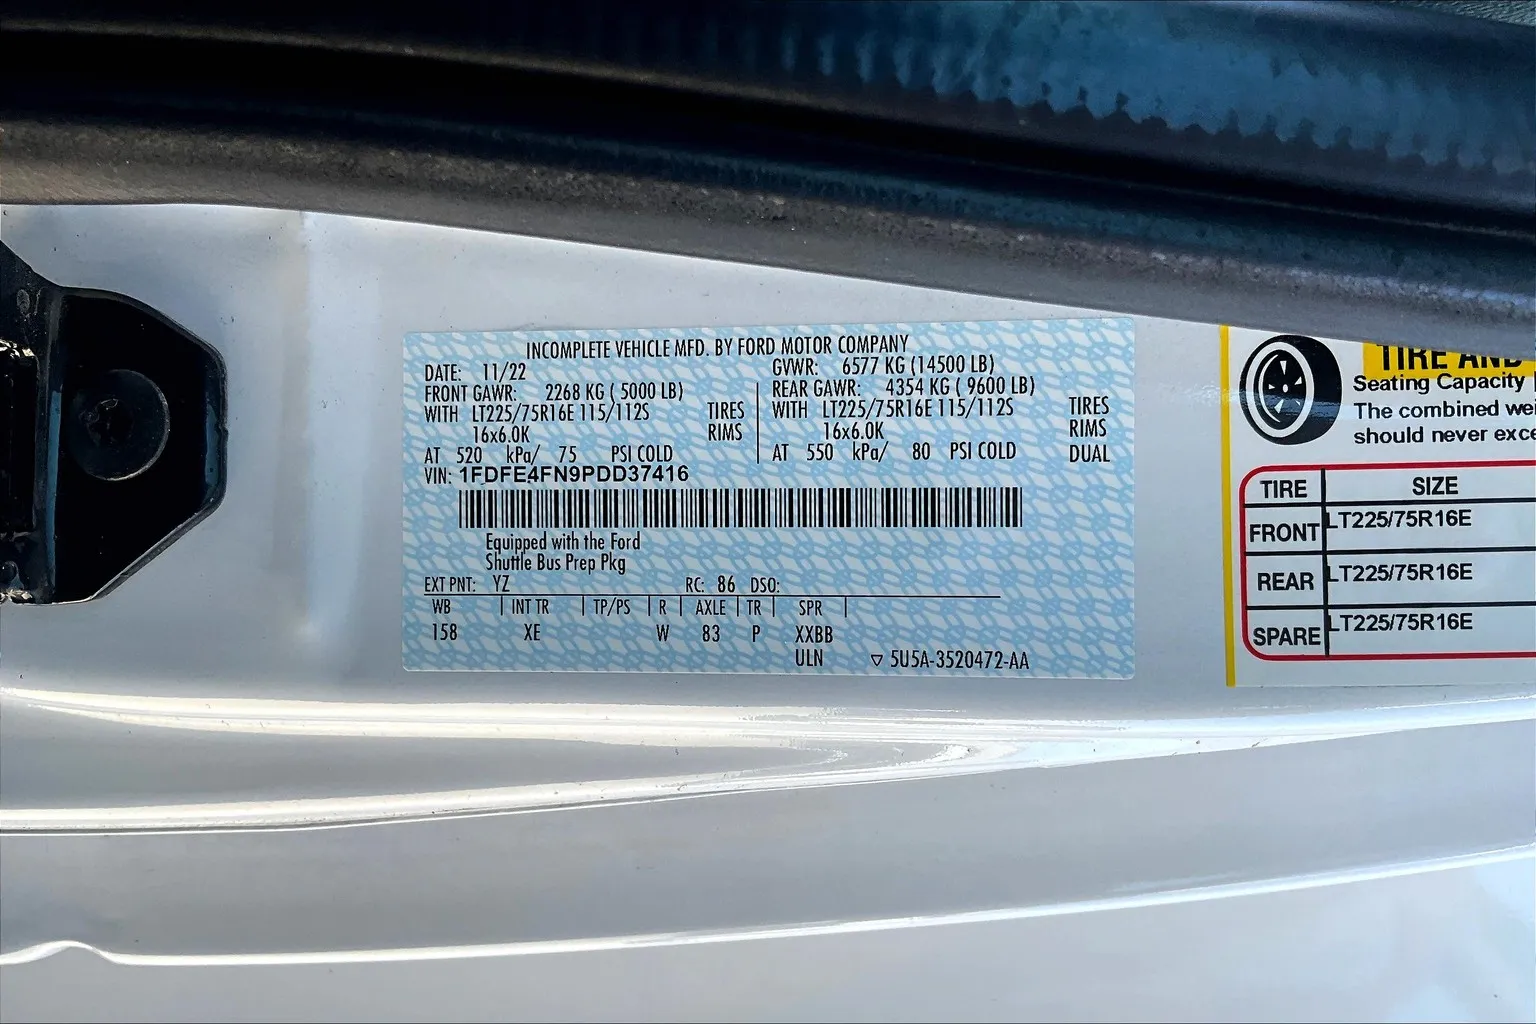 INCOMPLETE VEHICLE MFD. BY FORD MOTOR COMPANY
DATE: 11/22 GVWR: 6577 KG (14500 LB)
FRONT GAWR: 2268 KG ( 5000 LB) REAR GAWR: 4354 KG ( 9600 LB)
WITH LT225/75R16E 115/112S TIRES WITH LT225/75R16E 115/112S TIRES
16x6.0K RIMS 16x6.0K RIMS
AT 520 kPa/ 75 PSI COLD AT 550 kPa/ 80 PSI COLD DUAL
VIN: 1FDFE4FN9PDD37416
Equipped with the Ford
Shuttle Bus Prep Pkg
EXT PNT: YZ RC: 86 DSO:
WB INT TR TP/PS R AXLE TR SPR
158 XE W 83 P XXBB
ULN ▽ 5U5A-3520472-AA
TIRE AND
Seating Capacity
The combined
should never
TIRE SIZE
FRONT LT225/75R16E
REAR LT225/75R16E
SPARE LT225/75R16E